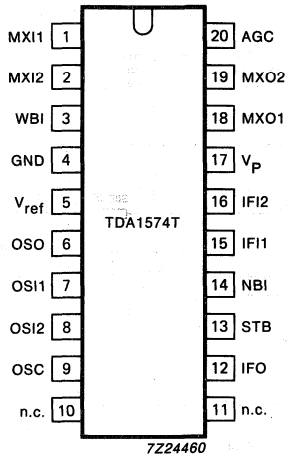 MXI1 1 20 AGC
MXI2 2 19 MXO2
WBI 3 18 MXO1
GND 4 17 Vp
Vref 5 16 IFI2
TDA1574T
OSO 6 15 IFI1
OSI1 7 14 NBI
OSI2 8 13 STB
OSC 9 12 IFO
n.c. 10 11 n.c.
7Z24460